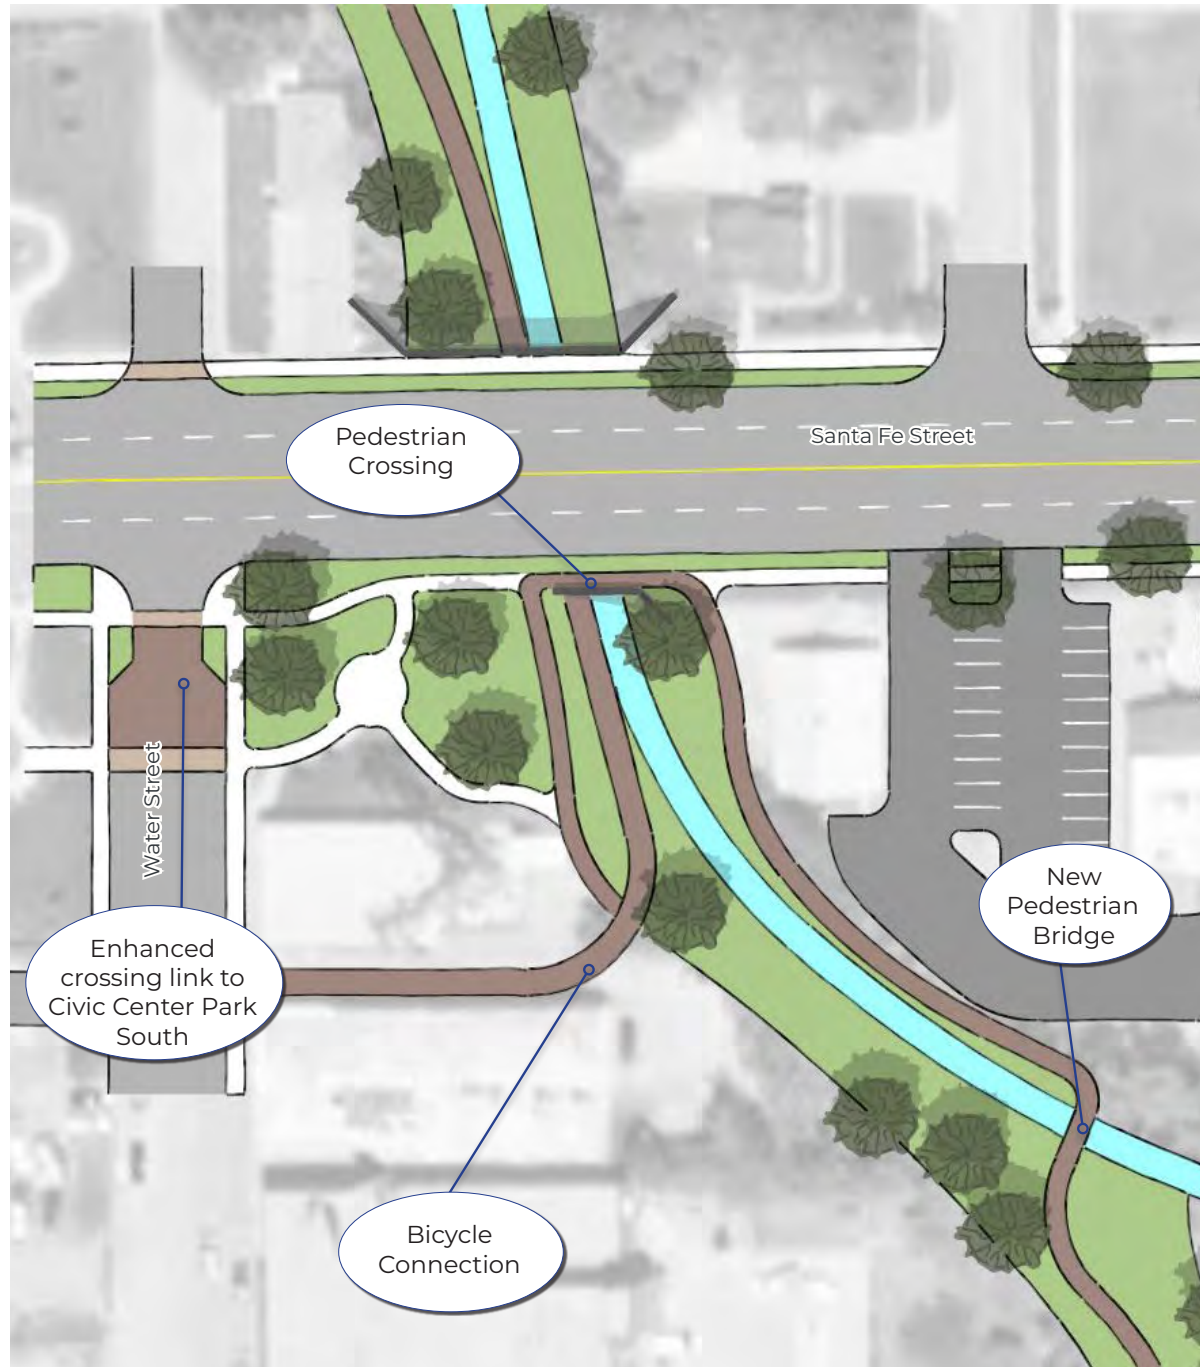 Pedestrian
Crossing
Santa Fe Street
Water Street
New
Pedestrian
Bridge
Enhanced
crossing link to
Civic Center Park
South
Bicycle
Connection